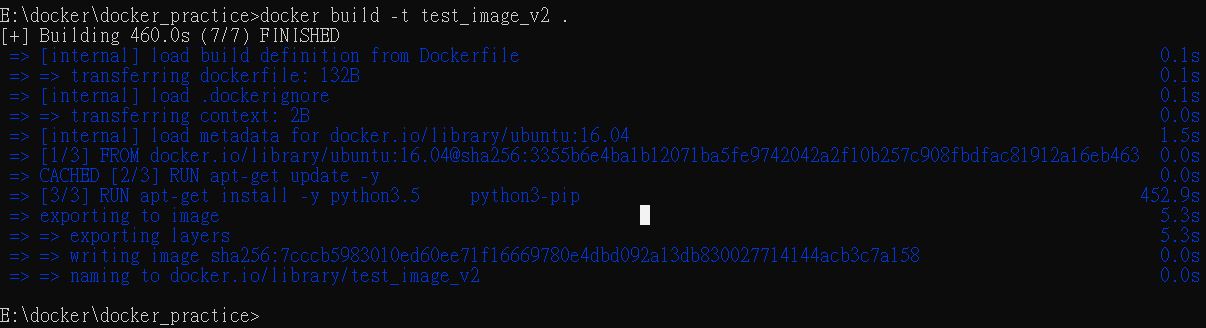 E:\docker\docker_practice>docker build -t test_image_v2 .
[+] Building 460.0s (7/7) FINISHED
=> [internal] load build definition from Dockerfile 0.1s
=> => transferring dockerfile: 132B 0.1s
=> [internal] load .dockerignore 0.1s
=> => transferring context: 2B 0.0s
=> [internal] load metadata for docker.io/library/ubuntu:16.04 1.5s
=> [1/3] FROM docker.io/library/ubuntu:16.04@sha256:3355b6e4ba1b12071ba5fe9742042a2f10b257c908fbdfac81912a16eb463 0.0s
=> CACHED [2/3] RUN apt-get update -y 0.0s
=> [3/3] RUN apt-get install -y python3.5 python3-pip 452.9s
=> exporting to image 5.3s
=> => exporting layers 5.3s
=> => writing image sha256:7cccb5983010ed60ee71f16669780e4dbd092a13db830027714144acb3c7a158 0.0s
=> => naming to docker.io/library/test_image_v2 0.0s
E:\docker\docker_practice>